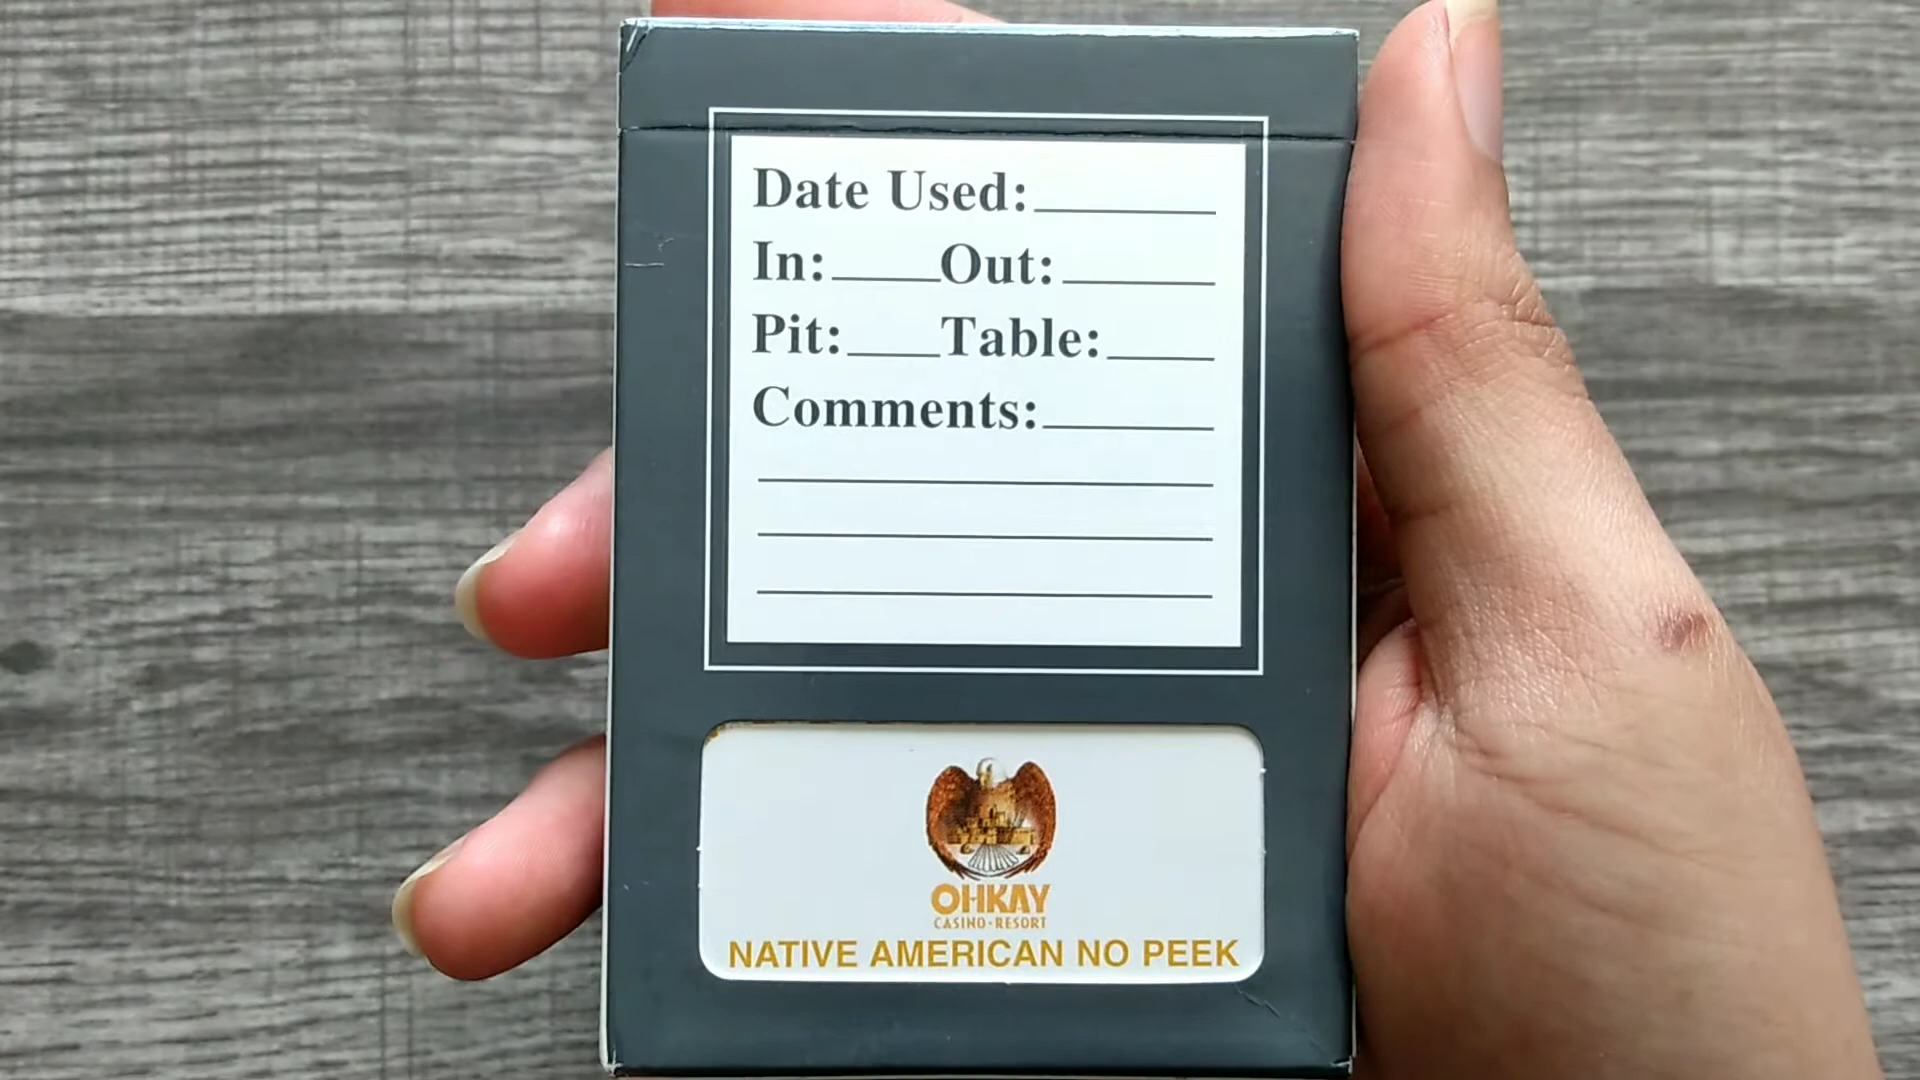 Date Used:
In: Out:
Pit: Table:
Comments:
OHKAY
CASINO-RESORT
NATIVE AMERICAN NO PEEK